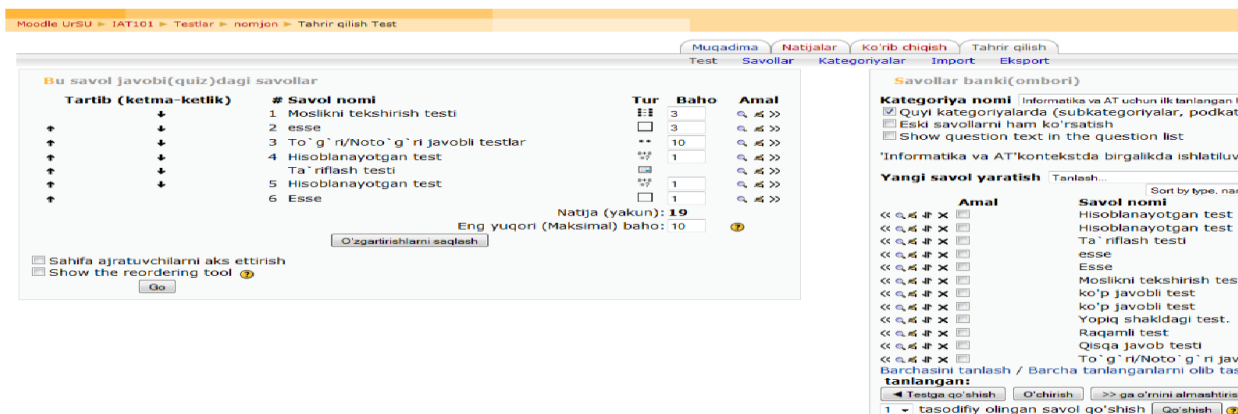 Moodle UrSU ► IAT101 ► Testlar ► nomjon ► Tahrir qilish Test
Muqadima Natijalar Ko'rib chiqish Tahrir qilish
Test Savollar Kategoriyalar Import Eksport
Bu savol javobi(quiz)dagi savollar
Tartib (ketma-ketlik) # Savol nomi Tur Baho Amal
1 Moslikni tekshirish testi 3
2 esse 3
3 To`g`ri/Noto`g`ri javobli testlar 10
4 Hisoblanayotgan test 1
Ta`riflash testi
5 Hisoblanayotgan test 1
6 Esse 1
Natija (yakun): 19
Eng yuqori (Maksimal) baho: 10
O'zgartirishlarni saqlash
Sahifa ajratuvchilarni aks ettirish
Show the reordering tool
Go
Savollar banki(ombori)
Kategoriya nomi Informatika va AT uchun ilk tanlangan
Quyi kategoriyalarda (subkategoriyalar, podkat
Eski savollarni ham ko'rsatish
Show question text in the question list
'Informatika va AT'kontekstda birgalikda ishlatiluv
Yangi savol yaratish Tanlash...
Sort by type, na
Amal Savol nomi
Hisoblanayotgan test
Hisoblanayotgan test
Ta`riflash testi
esse
Esse
Moslikni tekshirish tes
ko'p javobli test
ko'p javobli test
Yopiq shakldagi test.
Raqamli test
Qisqa javob testi
To`g`ri/Noto`g`ri jav
Barchasini tanlash / Barcha tanlanganlarni olib tas
tanlangan:
◄ Testga qo'shish O'chirish >> ga o'rnini almashtiris
1 tasodifiy olingan savol qo'shish Qo'shish